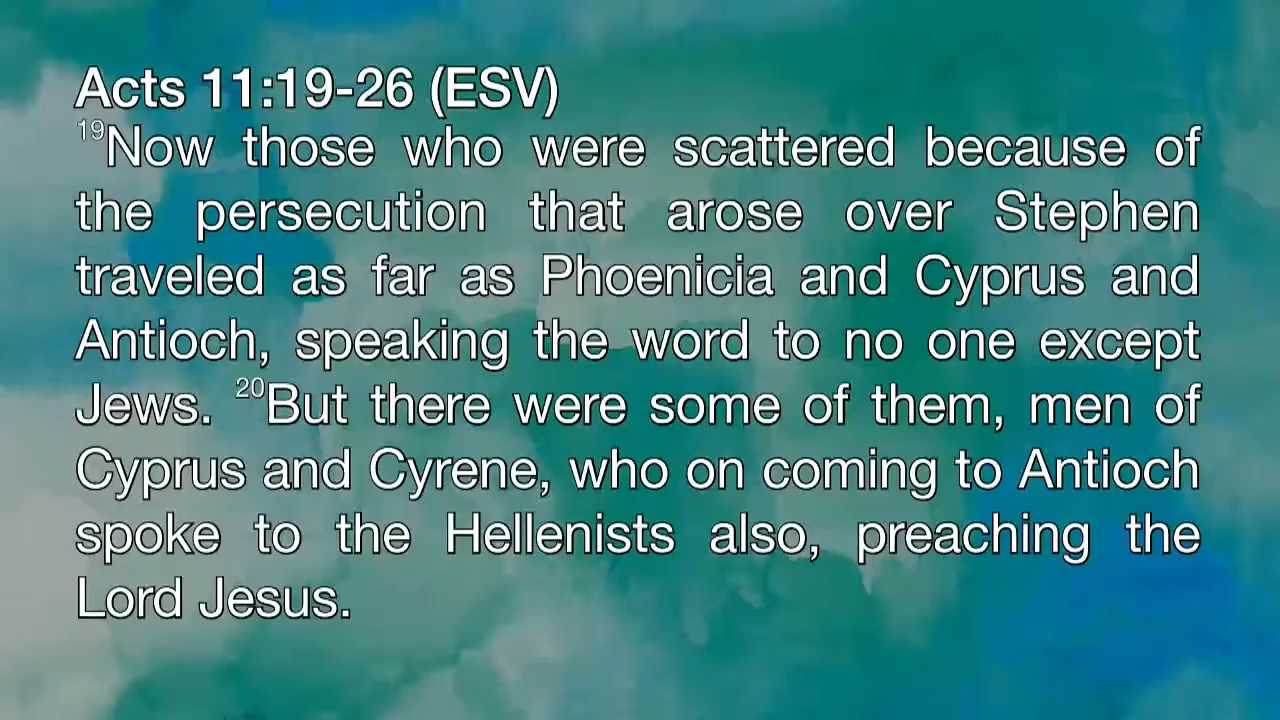 Acts 11:19-26 (ESV)
19Now those who were scattered because of
the persecution that arose over Stephen
traveled as far as Phoenicia and Cyprus and
Antioch, speaking the word to no one except
Jews. 20But there were some of them, men of
Cyprus and Cyrene, who on coming to Antioch
spoke to the Hellenists also, preaching the
Lord Jesus.